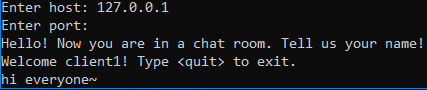 Enter host: 127.0.0.1
Enter port:
Hello! Now you are in a chat room. Tell us your name!
Welcome client1! Type <quit> to exit.
hi everyone~